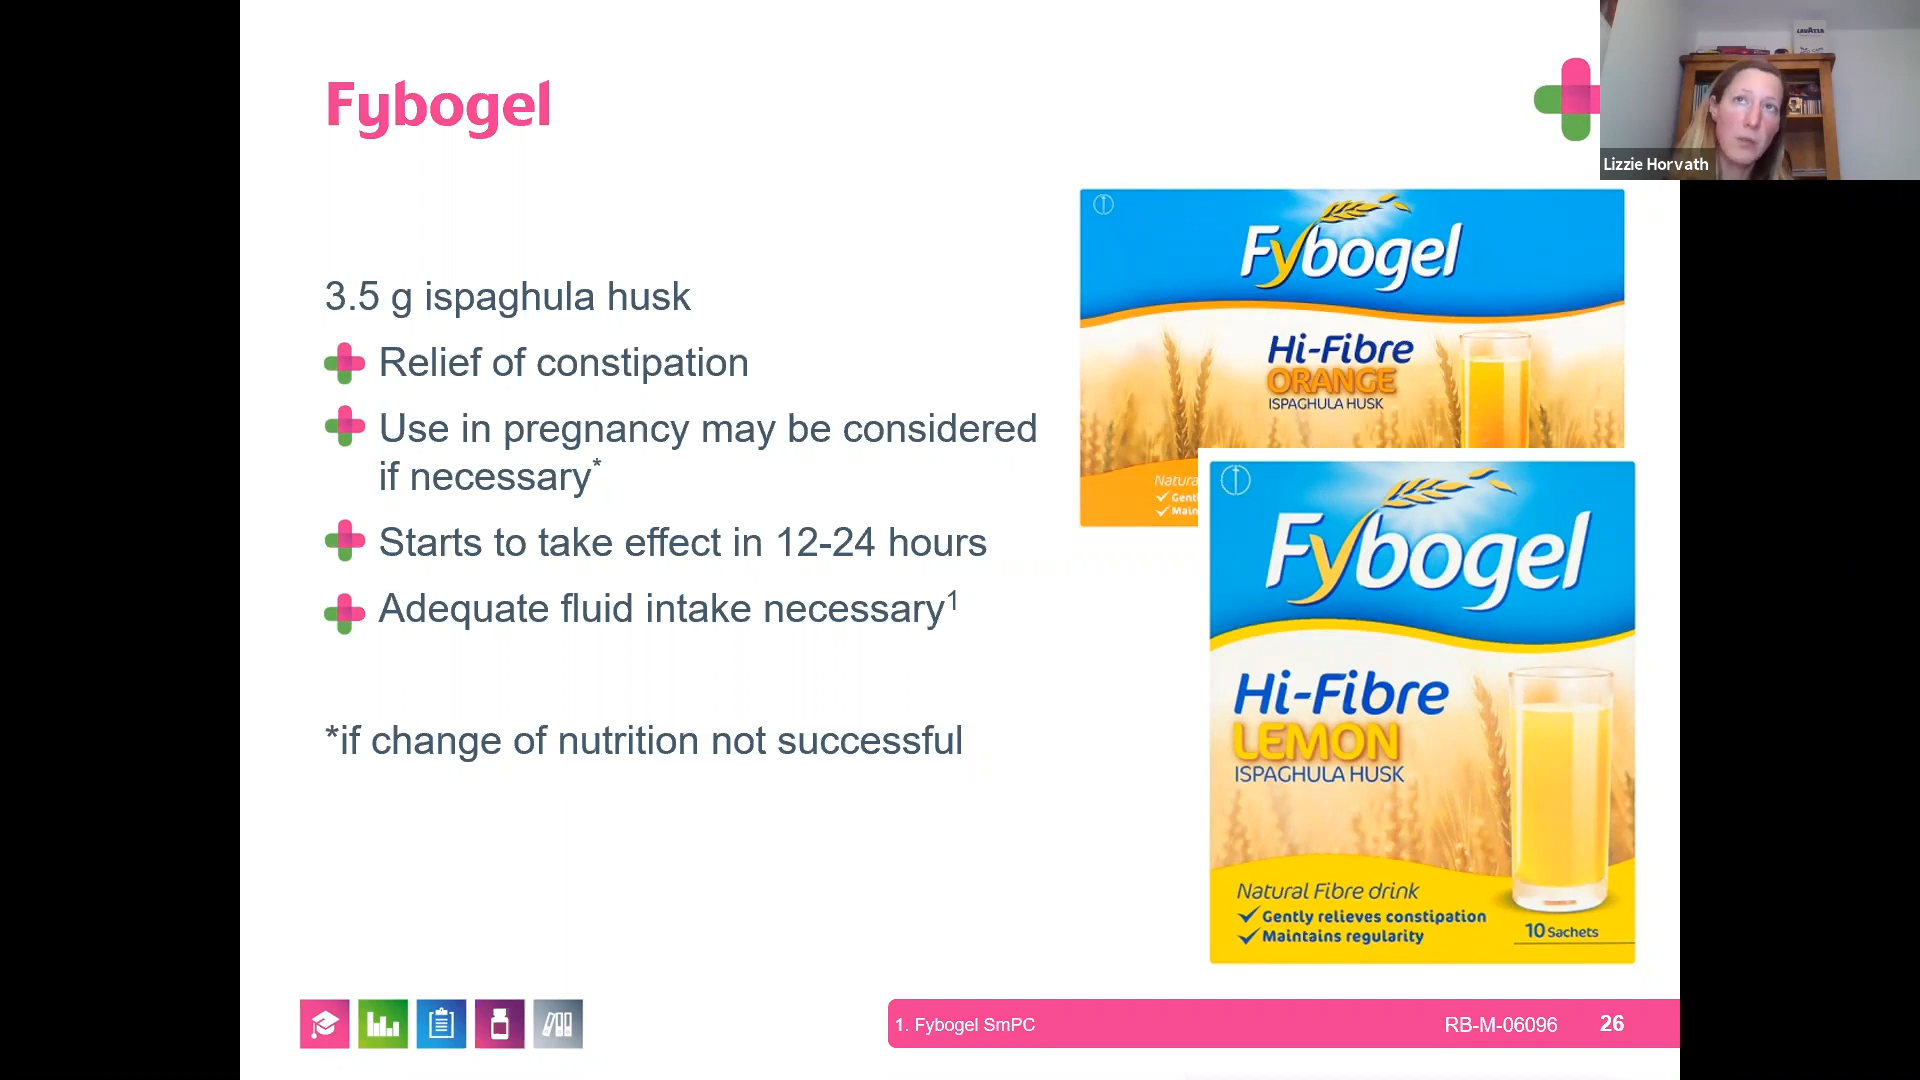 Fybogel
LAVAZZA
Lizzie Horvath
3.5 g ispaghula husk
Relief of constipation
Use in pregnancy may be considered
if necessary*
Starts to take effect in 12-24 hours
Adequate fluid intake necessary1
*if change of nutrition not successful
Fybogel
Hi-Fibre
ORANGE
ISPAGHULA HUSK
Natura
Gent
Main
Fybogel
Hi-Fibre
LEMON
ISPAGHULA HUSK
Natural Fibre drink
Gently relieves constipation
Maintains regularity
10 Sachets
1. Fybogel SmPC
RB-M-06096
26